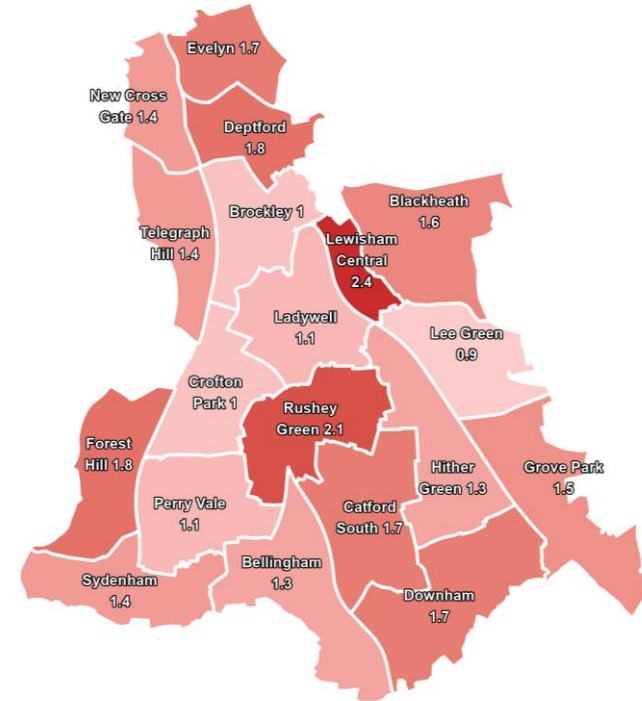 Evelyn 1.7
New Cross
Gate 1.4
Deptford
1.8
Blackheath
1.6
Brockley 1
Telegraph
Hill 1.4
Lewisham
Central
2.4
Ladywell
1.1
Lee Green
0.9
Crofton
Park 1
Rushey
Green 2.1
Forest
Hill 1.8
Hither
Green 1.3
Grove Park
1.5
Perry Vale
1.1
Catford
South 1.7
Bellingham
1.3
Sydenham
1.4
Downham
1.7